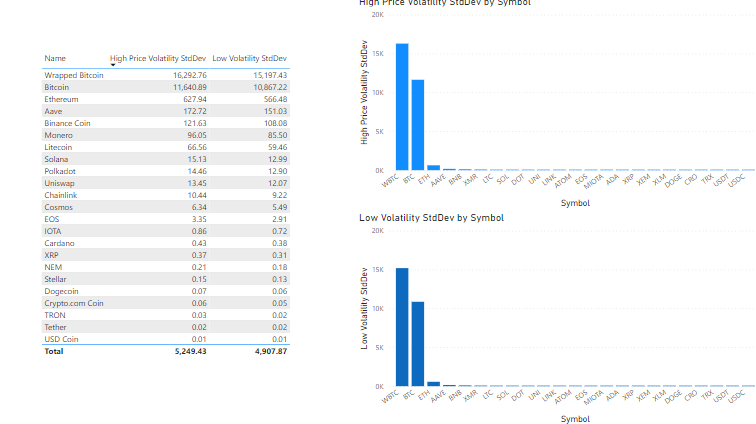 Name High Price Volatility StdDev Low Volatility StdDev
Wrapped Bitcoin 16,292.76 15,197.43
Bitcoin 11,640.89 10,867.22
Ethereum 627.94 566.48
Aave 172.72 151.03
Binance Coin 121.63 108.08
Monero 96.05 85.50
Litecoin 66.56 59.46
Solana 15.13 12.99
Polkadot 14.46 12.90
Uniswap 13.45 12.07
Chainlink 10.44 9.22
Cosmos 6.34 5.49
EOS 3.35 2.91
IOTA 0.86 0.72
Cardano 0.43 0.38
XRP 0.37 0.31
NEM 0.21 0.18
Stellar 0.15 0.13
Dogecoin 0.07 0.06
Crypto.com Coin 0.06 0.05
TRON 0.03 0.02
Tether 0.02 0.02
USD Coin 0.01 0.01
Total 5,249.43 4,907.87
High Price Volatility StdDev by Symbol
High Price Volatility StdDev
20K
15K
10K
5K
0K
WBTC BTC ETH AAVE BNB XMR LTC SOL DOT UNI LINK ATOM EOS MIOTA ADA XRP XEM XLM DOGE CRO TRX USDT USDC
Symbol
Low Volatility StdDev by Symbol
Low Volatility StdDev
20K
15K
10K
5K
0K
WBTC BTC ETH AAVE BNB XMR LTC SOL DOT UNI LINK ATOM EOS MIOTA ADA XRP XEM XLM DOGE CRO TRX USDT USDC
Symbol